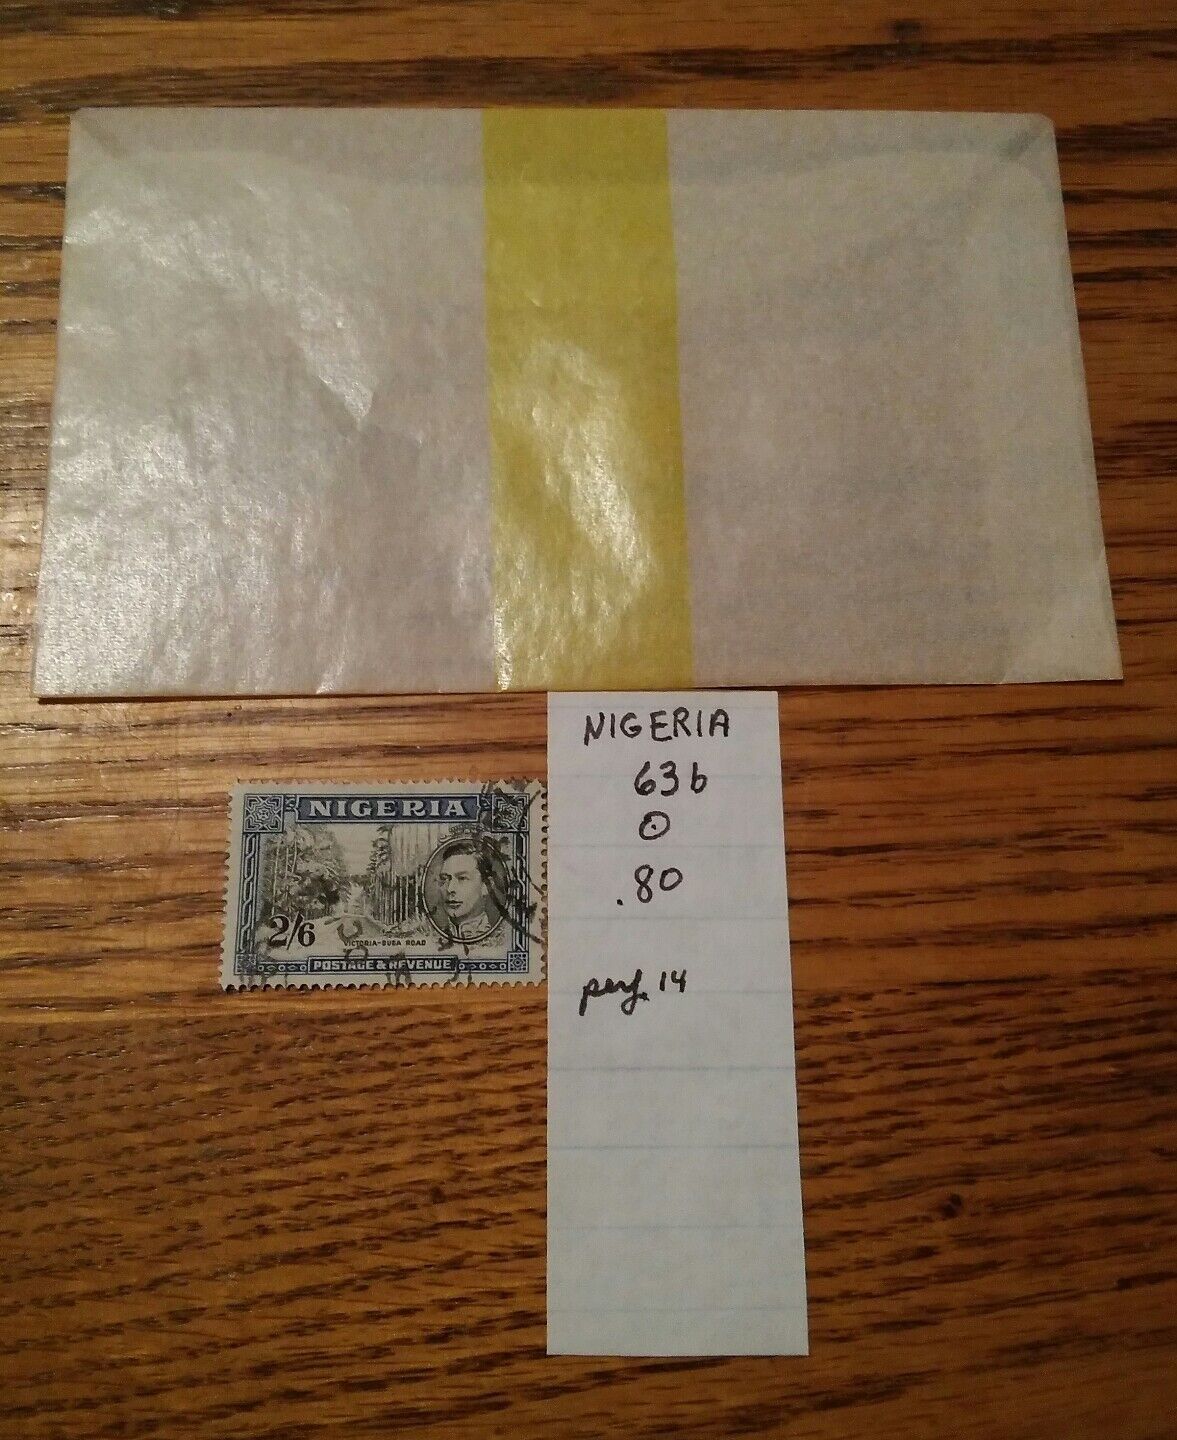 NIGERIA
63b
.80
perf. 14
NIGERIA
2/6
VICTORIA-BUEA ROAD
POSTAGE & REVENUE